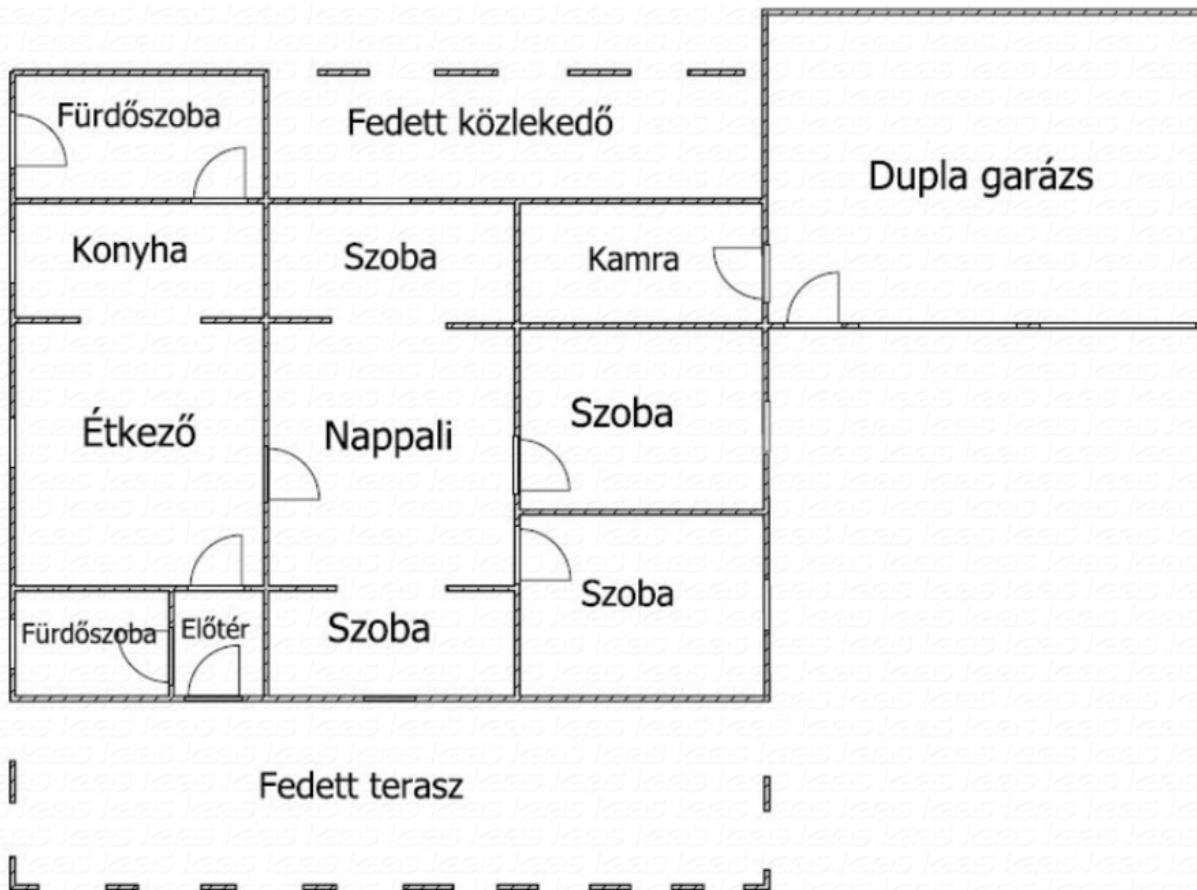 Fürdőszoba
Fedett közlekedő
Dupla garázs
Konyha
Szoba
Kamra
Étkező
Nappali
Szoba
Szoba
Fürdőszoba
Előtér
Szoba
Fedett terasz